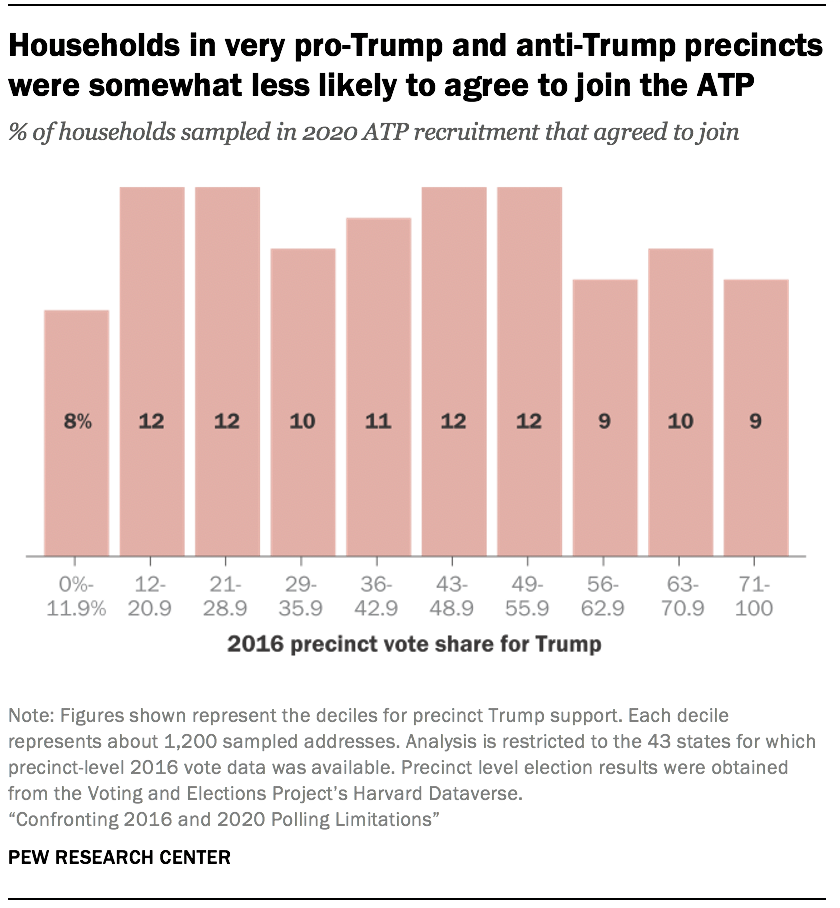 Households in very pro-Trump and anti-Trump precincts
were somewhat less likely to agree to join the ATP
% of households sampled in 2020 ATP recruitment that agreed to join
8% 12 12 10 11 12 12 9 10 9
0%- 12- 21- 29- 36- 43- 49- 56- 63- 71-
11.9% 20.9 28.9 35.9 42.9 48.9 55.9 62.9 70.9 100
2016 precinct vote share for Trump
Note: Figures shown represent the deciles for precinct Trump support. Each decile
represents about 1,200 sampled addresses. Analysis is restricted to the 43 states for which
precinct-level 2016 vote data was available. Precinct level election results were obtained
from the Voting and Elections Project’s Harvard Dataverse.
“Confronting 2016 and 2020 Polling Limitations”
PEW RESEARCH CENTER